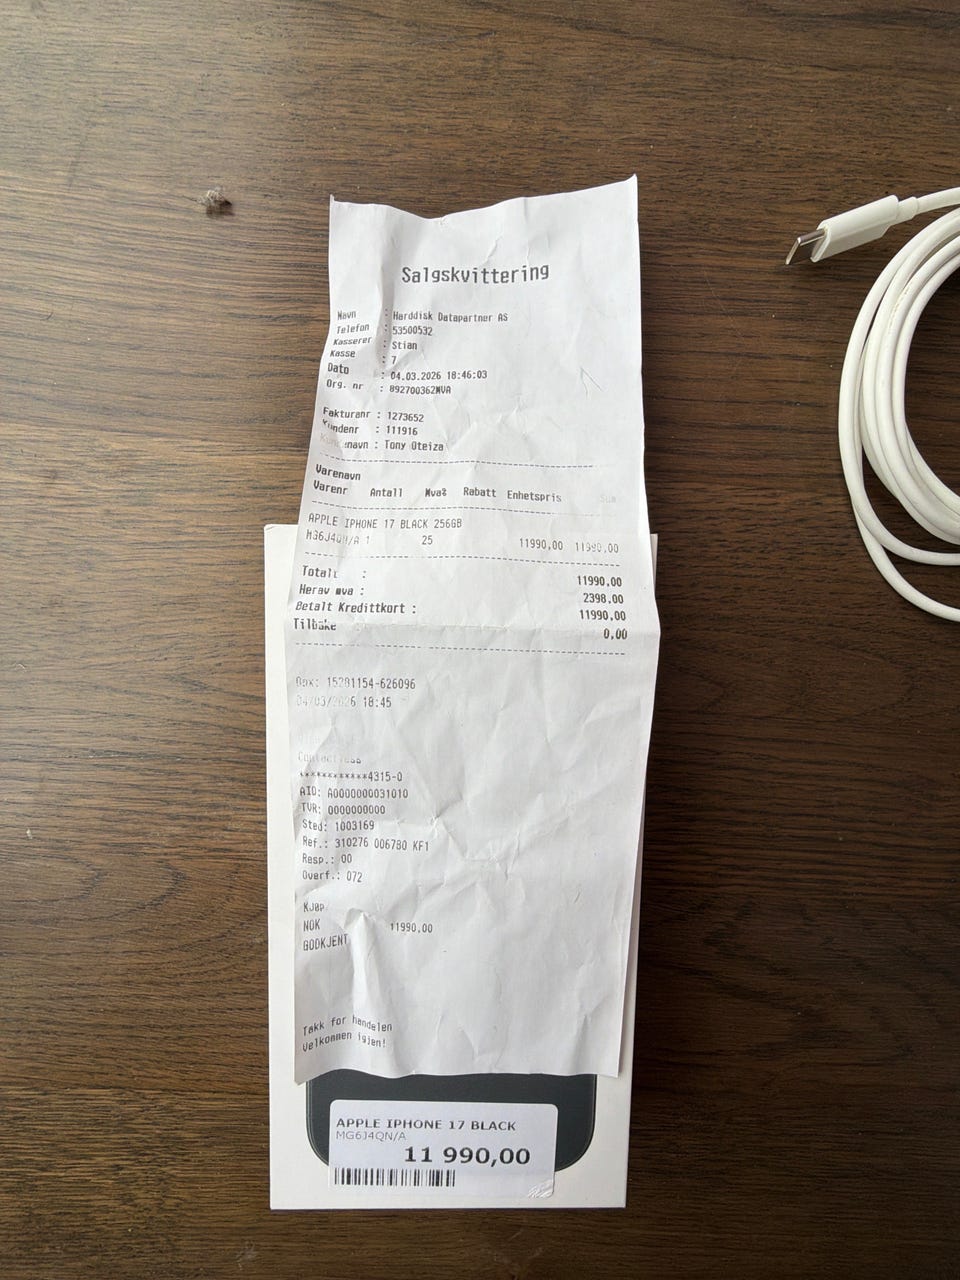 Salgskvittering
Navn : Harddisk Datapartner AS
Telefon : 53500532
Kasserer : Stian
Kasse : 7
Dato : 04.03.2026 18:46:03
Org. nr : 892700362MVA
Fakturanr : 1273652
Kundenr : 111916
Kundenavn : Tony Oteiza
Varenavn
Varenr Antall Mva% Rabatt Enhetspris Sum
APPLE IPHONE 17 BLACK 256GB
MG6J4QN/A 1 25 11990,00 11990,00
Totalt : 11990,00
Herav mva : 2398,00
Betalt Kredittkort : 11990,00
Tilbake 0,00
Bax: 15281154-626096
04/03/2026 18:45
Contactless
************4315-0
AID: A0000000031010
TVR: 0000000000
Sted: 1003169
Ref.: 310276 006780 KF1
Resp.: 00
Overf.: 072
Kjøp
NOK 11990,00
GODKJENT
Takk for handelen
Velkommen igjen!
APPLE IPHONE 17 BLACK
MG6J4QN/A
11 990,00